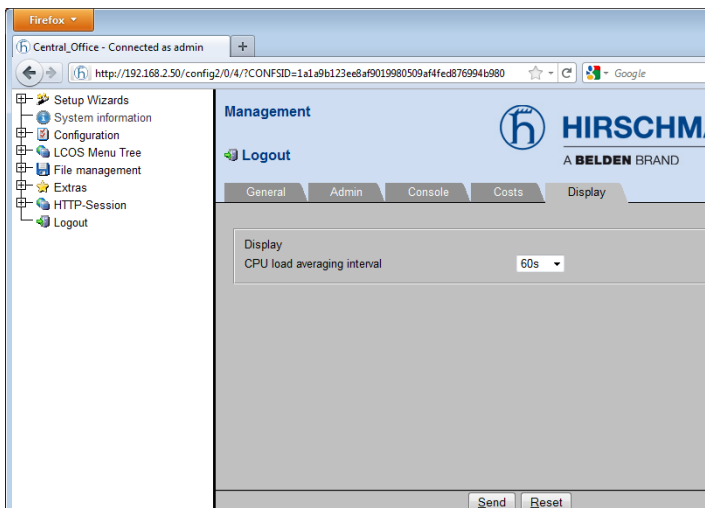 Firefox
Central_Office - Connected as admin
http://192.168.2.50/config2/0/4/?CONFSID=1a1a9b123ee8af9019980509af4fed876994b980
Google
Setup Wizards
System information
Configuration
LCOS Menu Tree
File management
Extras
HTTP-Session
Logout
Management
HIRSCHM
A BELDEN BRAND
Logout
General Admin Console Costs Display
Display
CPU load averaging interval 60s
Send Reset